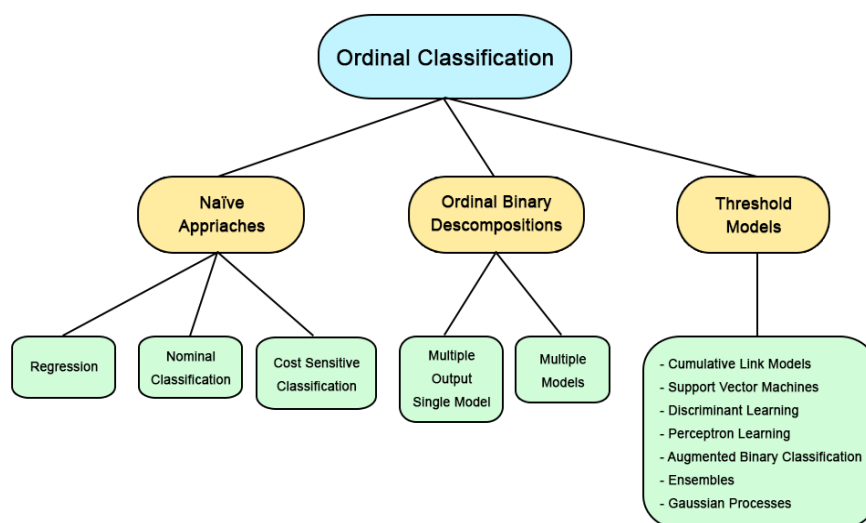 Ordinal Classification
Naïve
Appriaches
Ordinal Binary
Descompositions
Threshold
Models
Regression
Nominal
Classification
Cost Sensitive
Classification
Multiple
Output
Single Model
Multiple
Models
- Cumulative Link Models
- Support Vector Machines
- Discriminant Learning
- Perceptron Learning
- Augmented Binary Classification
- Ensembles
- Gaussian Processes